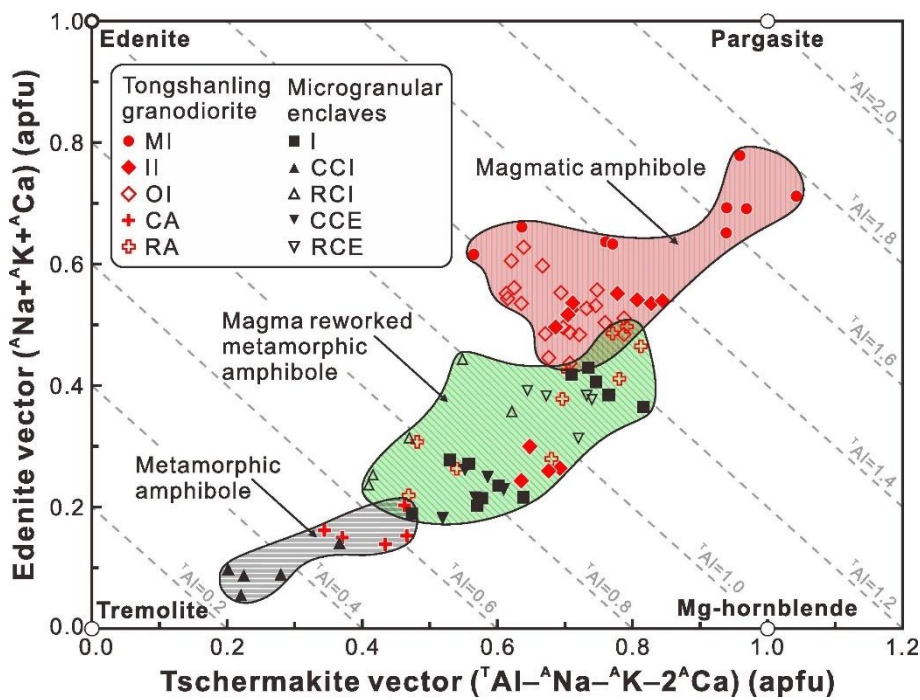 1.0
Edenite
Pargasite
Tongshanling granodiorite
Microgranular enclaves
MI
I
II
CCI
OI
RCI
CA
CCE
RA
RCE
ᵀAl=2.0
0.8
Magmatic amphibole
ᵀAl=1.8
0.6
Magma reworked
metamorphic
amphibole
ᵀAl=1.6
0.4
Metamorphic
amphibole
ᵀAl=1.4
0.2
Tremolite
ᵀAl=0.2
ᵀAl=0.4
ᵀAl=0.6
ᵀAl=0.8
ᵀAl=1.0
Mg-hornblende
ᵀAl=1.2
0.0
0.0
0.2
0.4
0.6
0.8
1.0
1.2
Edenite vector (ᴬNa+ᴬK+ᴬCa) (apfu)
Tschermakite vector (ᵀAl–ᴬNa–ᴬK–2ᴬCa) (apfu)